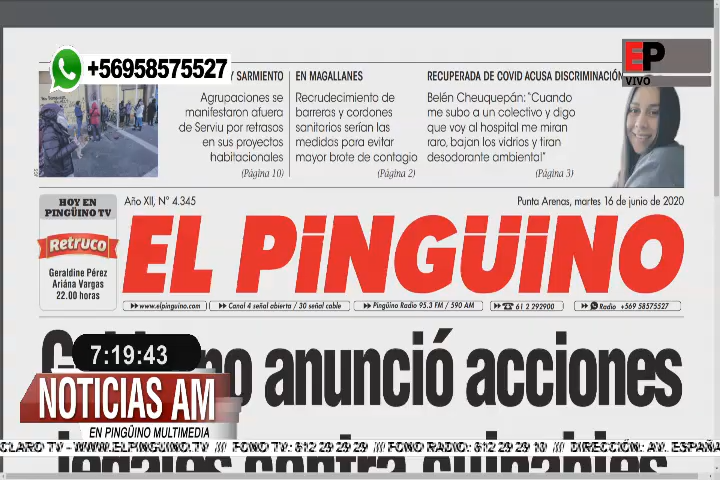 +56958575527
Y SARMIENTO
Agrupaciones se
manifestaron afuera
de Serviu por retrasos
en sus proyectos
habitacionales
(Página 10)
EN MAGALLANES
Recrudecimiento de
barreras y cordones
sanitarios serían las
medidas para evitar
mayor brote de contagio
(Página 2)
RECUPERADA DE COVID ACUSA DISCRIMINACIÓN
Belén Cheuquepán: "Cuando
me subo a un colectivo y digo
que voy al hospital me miran
raro, bajan los vidrios y tiran
desodorante ambiental"
(Página 3)
EP
VIVO
HOY EN
PINGÜINO TV
Retruco
Geraldine Pérez
Ariána Vargas
22.00 horas
Año XII, N° 4.345
Punta Arenas, martes 16 de junio de 2020
EL PINGÜINO
www.elpinguino.com
Canal 4 señal abierta / 30 señal cable
Pingüino Radio 95.3 FM / 590 AM
61 2 292900
Radio +569 58575527
anunció acciones
7:19:43
NOTICIAS AM
EN PINGÜINO MULTIMEDIA
CLARO TV - WWW.ELPINGUINO.TV /// FONO TV: 612 29 29 29 /// FONO RADIO: 612 29 29 10 /// DIRECCIÓN: AV. ESPAÑA
legales contra culpables